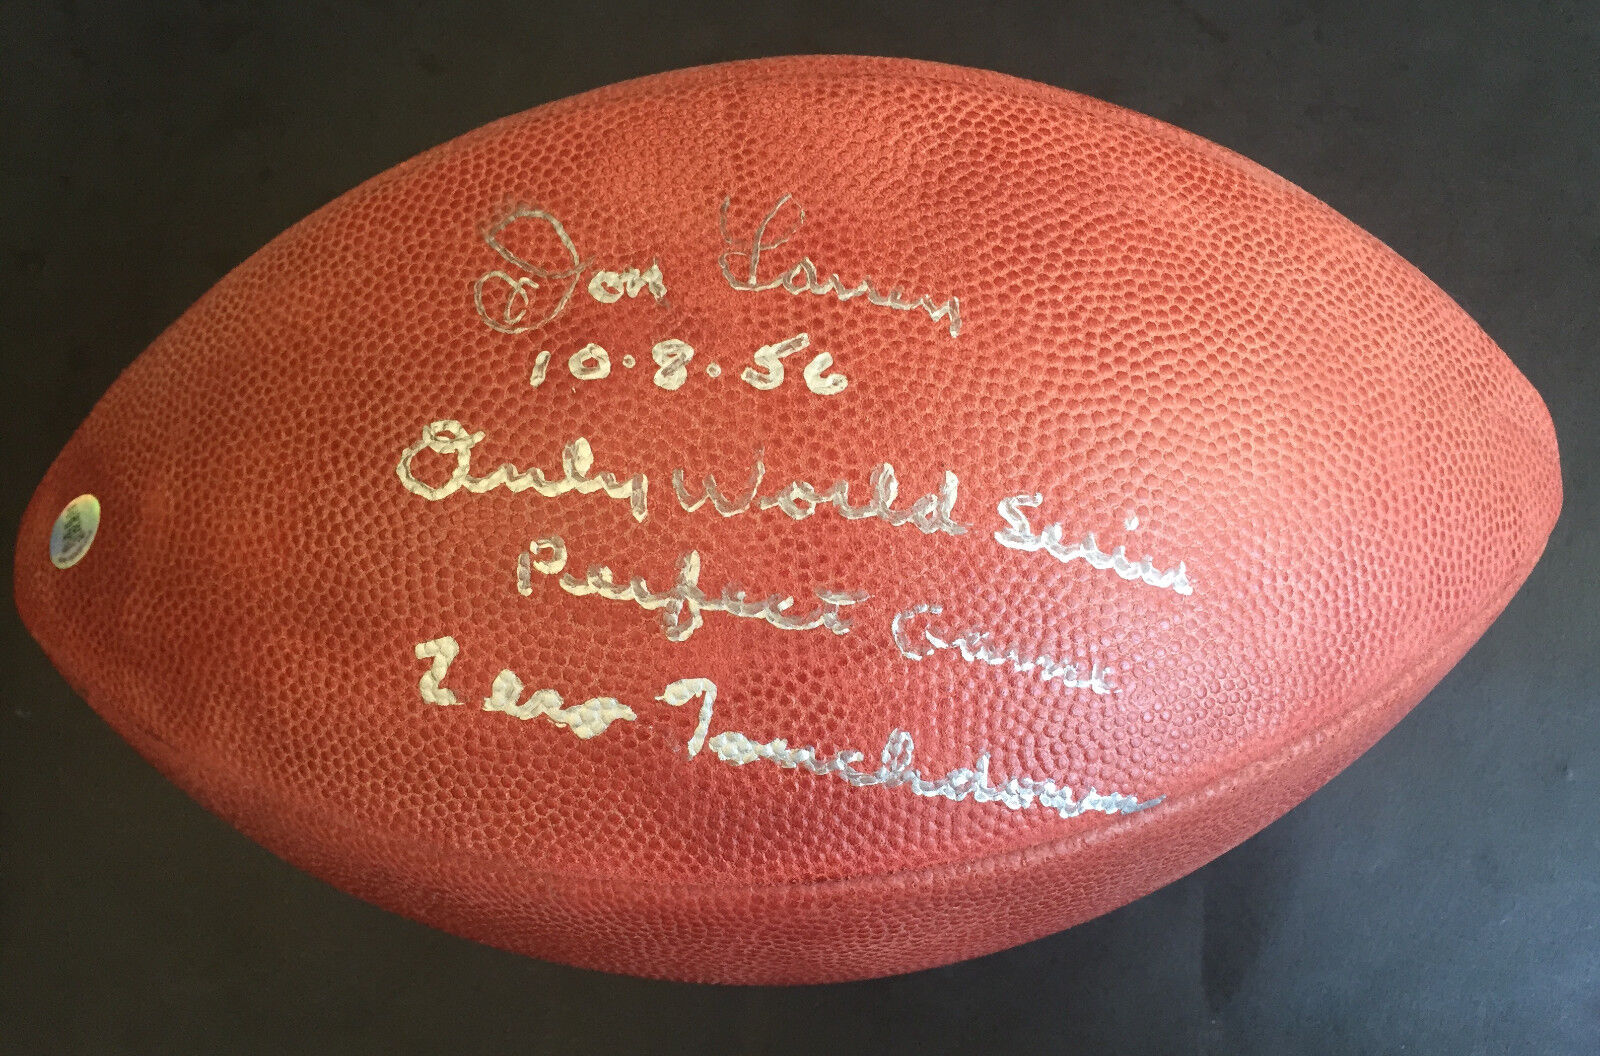 Don Larsen
10.8.56
Only World Series
Perfect Game
Zero Touchdowns